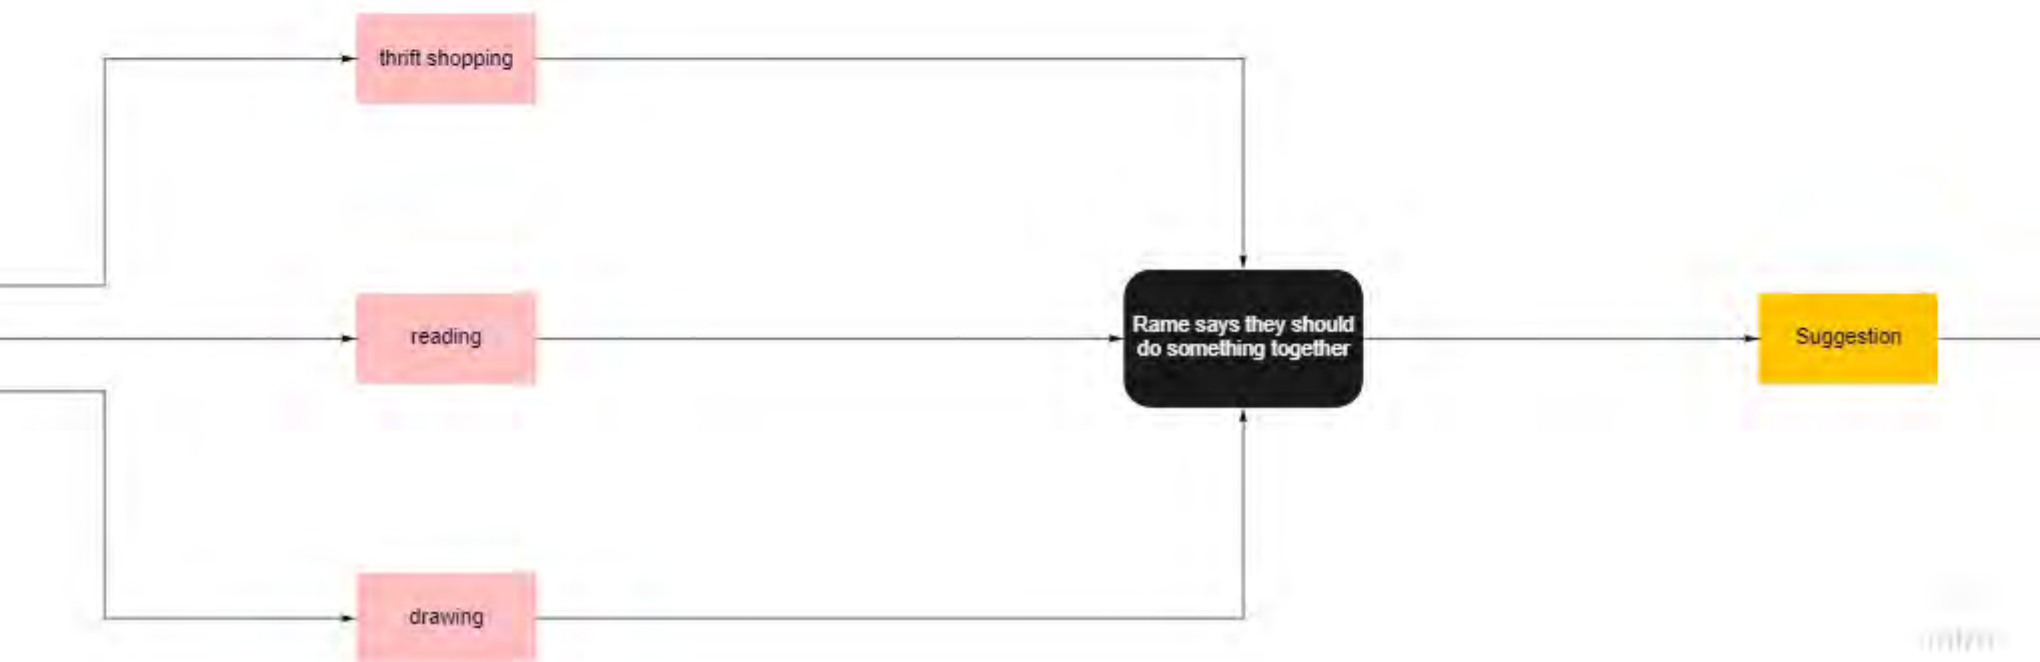 thrift shopping
reading
Rame says they should
do something together
Suggestion
drawing